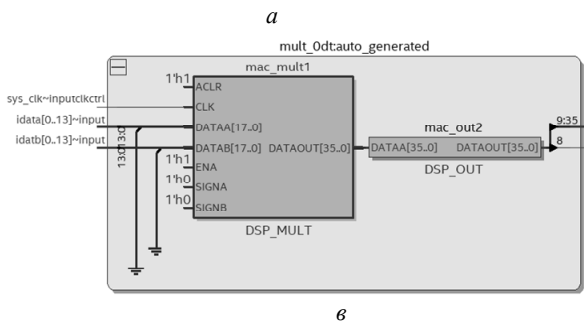 а
mult_0dt:auto_generated
mac_mult1
1'h1
ACLR
sys_clk~inputclkctrl
CLK
idata[0..13]~input
DATAA[17..0]
idatb[0..13]~input
DATAB[17..0] DATAOUT[35..0]
13:0
13:0
1'h1
ENA
1'h0
SIGNA
1'h0
SIGNB
DSP_MULT
mac_out2
DATAA[35..0] DATAOUT[35..0]
DSP_OUT
9:35
8
в